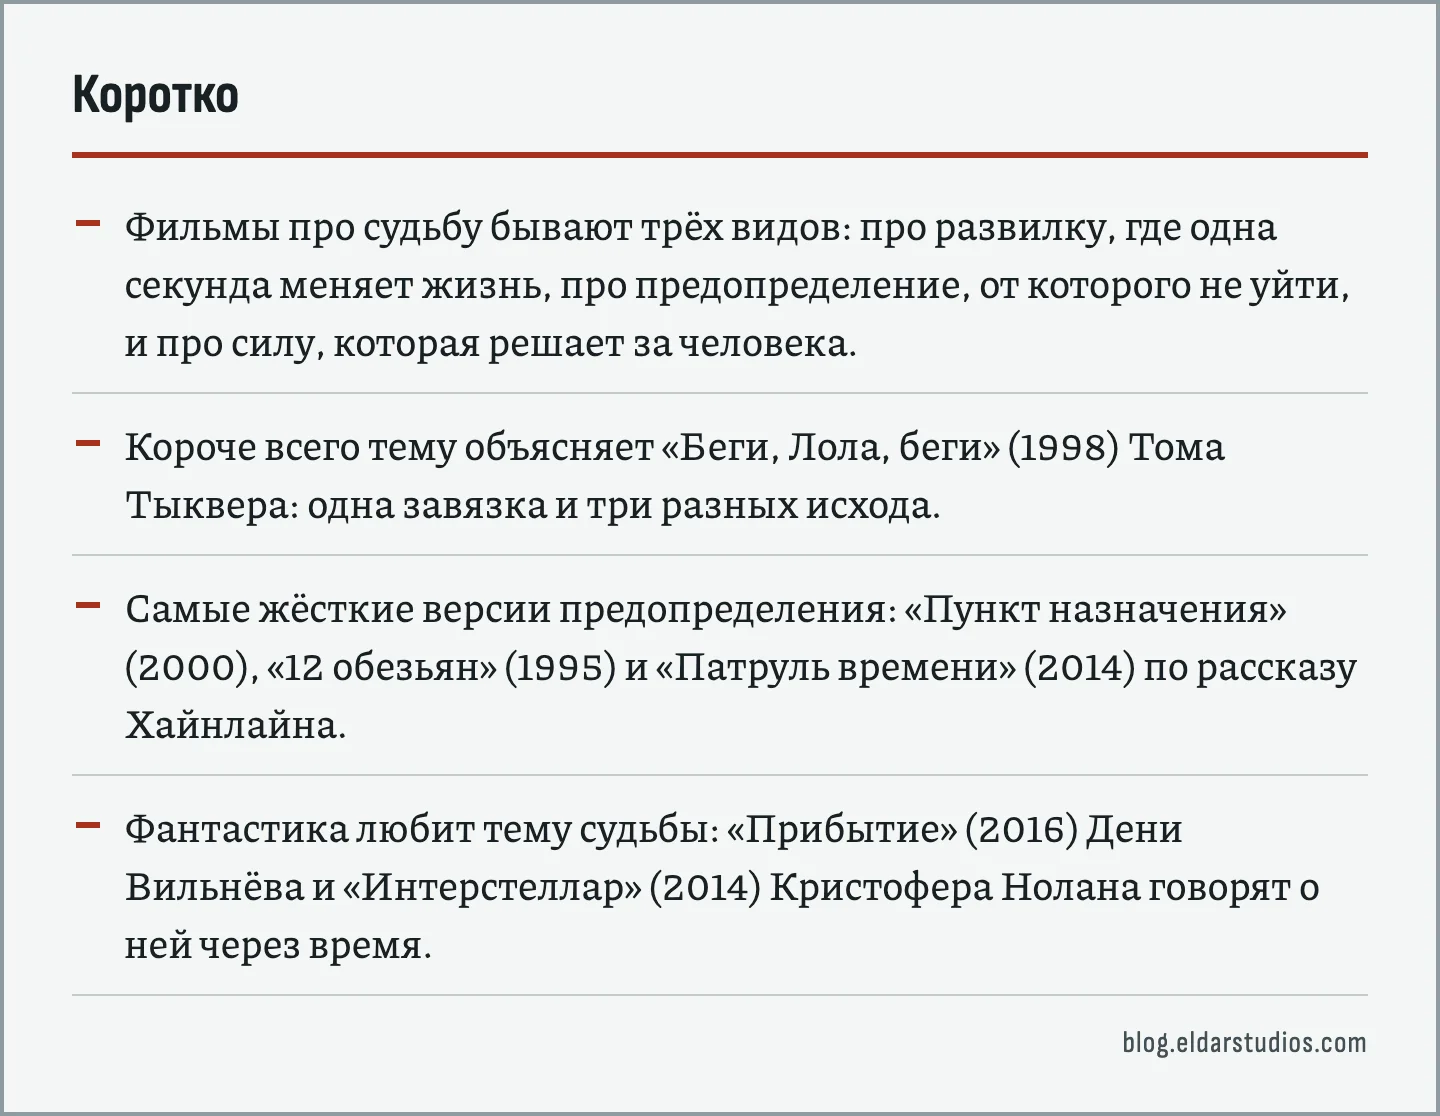 Коротко
– Фильмы про судьбу бывают трёх видов: про развилку, где одна
секунда меняет жизнь, про предопределение, от которого не уйти,
и про силу, которая решает за человека.
– Короче всего тему объясняет «Беги, Лола, беги» (1998) Тома
Тыквера: одна завязка и три разных исхода.
– Самые жёсткие версии предопределения: «Пункт назначения»
(2000), «12 обезьян» (1995) и «Патруль времени» (2014) по рассказу
Хайнлайна.
– Фантастика любит тему судьбы: «Прибытие» (2016) Дени
Вильнёва и «Интерстеллар» (2014) Кристофера Нолана говорят о
ней через время.
blog.eldarstudios.com